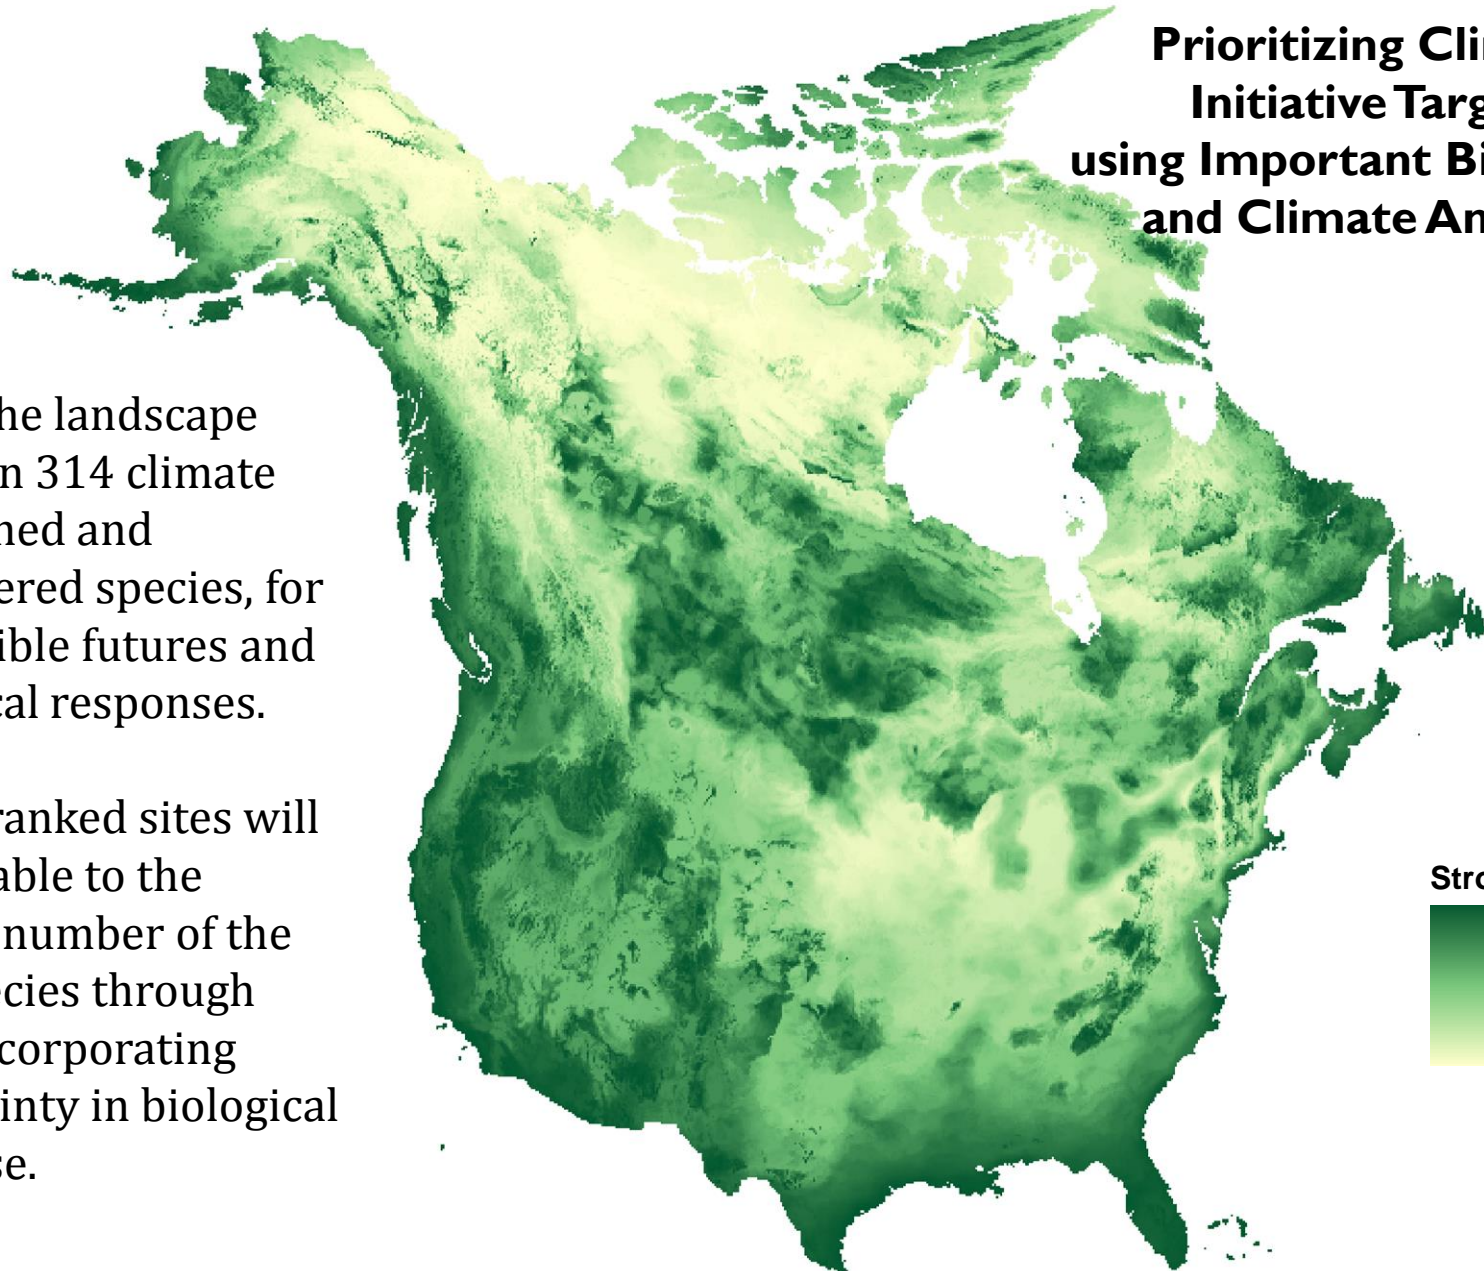 Prioritizing Cli
Initiative Targ
using Important Bi
and Climate An
he landscape
n 314 climate
ned and
ered species, for
ible futures and
cal responses.
ranked sites will
able to the
number of the
ecies through
corporating
inty in biological
se.
Stro